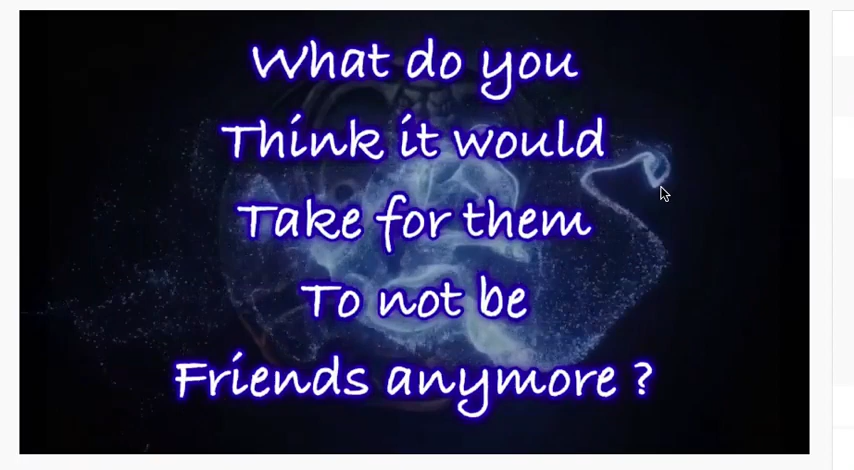 What do you
Think it would
Take for them
To not be
Friends anymore ?